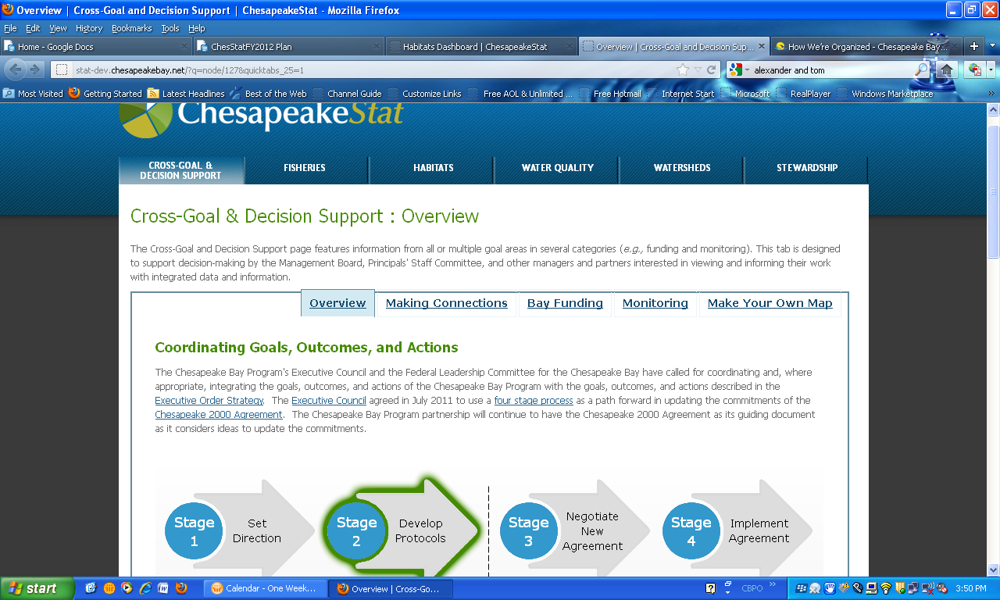 Overview | Cross-Goal and Decision Support | ChesapeakeStat - Mozilla Firefox
File Edit View History Bookmarks Tools Help
Home - Google Docs ChesStatFY2012 Plan Habitats Dashboard | ChesapeakeStat Overview | Cross-Goal and Decision Sup... How We're Organized - Chesapeake Bay...
stat-dev.chesapeakebay.net/?q=node/127&quicktabs_25=1 alexander and tom
Most Visited Getting Started Latest Headlines Best of the Web Channel Guide Customize Links Free AOL & Unlimited ... Free Hotmail Internet Start Microsoft RealPlayer Windows Marketplace
ChesapeakeStat
CROSS-GOAL &
DECISION SUPPORT FISHERIES HABITATS WATER QUALITY WATERSHEDS STEWARDSHIP
Cross-Goal & Decision Support : Overview
The Cross-Goal and Decision Support page features information from all or multiple goal areas in several categories (e.g., funding and monitoring). This tab is designed
to support decision-making by the Management Board, Principals' Staff Committee, and other managers and partners interested in viewing and informing their work
with integrated data and information.
Overview Making Connections Bay Funding Monitoring Make Your Own Map
Coordinating Goals, Outcomes, and Actions
The Chesapeake Bay Program's Executive Council and the Federal Leadership Committee for the Chesapeake Bay have called for coordinating and, where
appropriate, integrating the goals, outcomes, and actions of the Chesapeake Bay Program with the goals, outcomes, and actions described in the
Executive Order Strategy. The Executive Council agreed in July 2011 to use a four stage process as a path forward in updating the commitments of the
Chesapeake 2000 Agreement. The Chesapeake Bay Program partnership will continue to have the Chesapeake 2000 Agreement as its guiding document
as it considers ideas to update the commitments.
Stage
1
Set
Direction
Stage
2
Develop
Protocols
Stage
3
Negotiate
New
Agreement
Stage
4
Implement
Agreement
start Calendar - One Week... Overview | Cross-Go... CBPO 3:50 PM